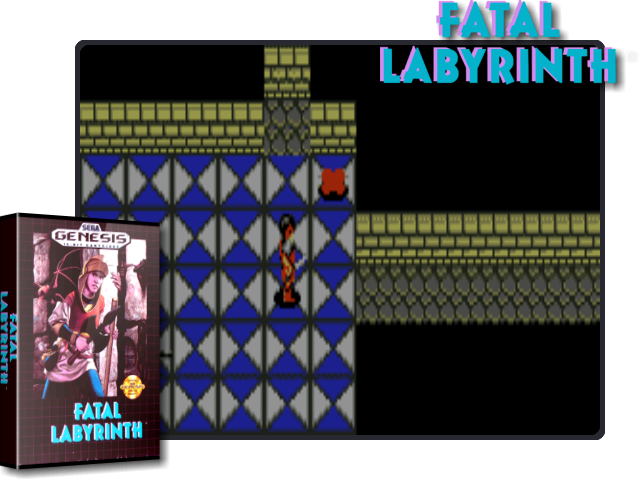 FATAL
LABYRINTH
SEGA
GENESIS
FATAL
LABYRINTH
FATAL
LABYRINTH